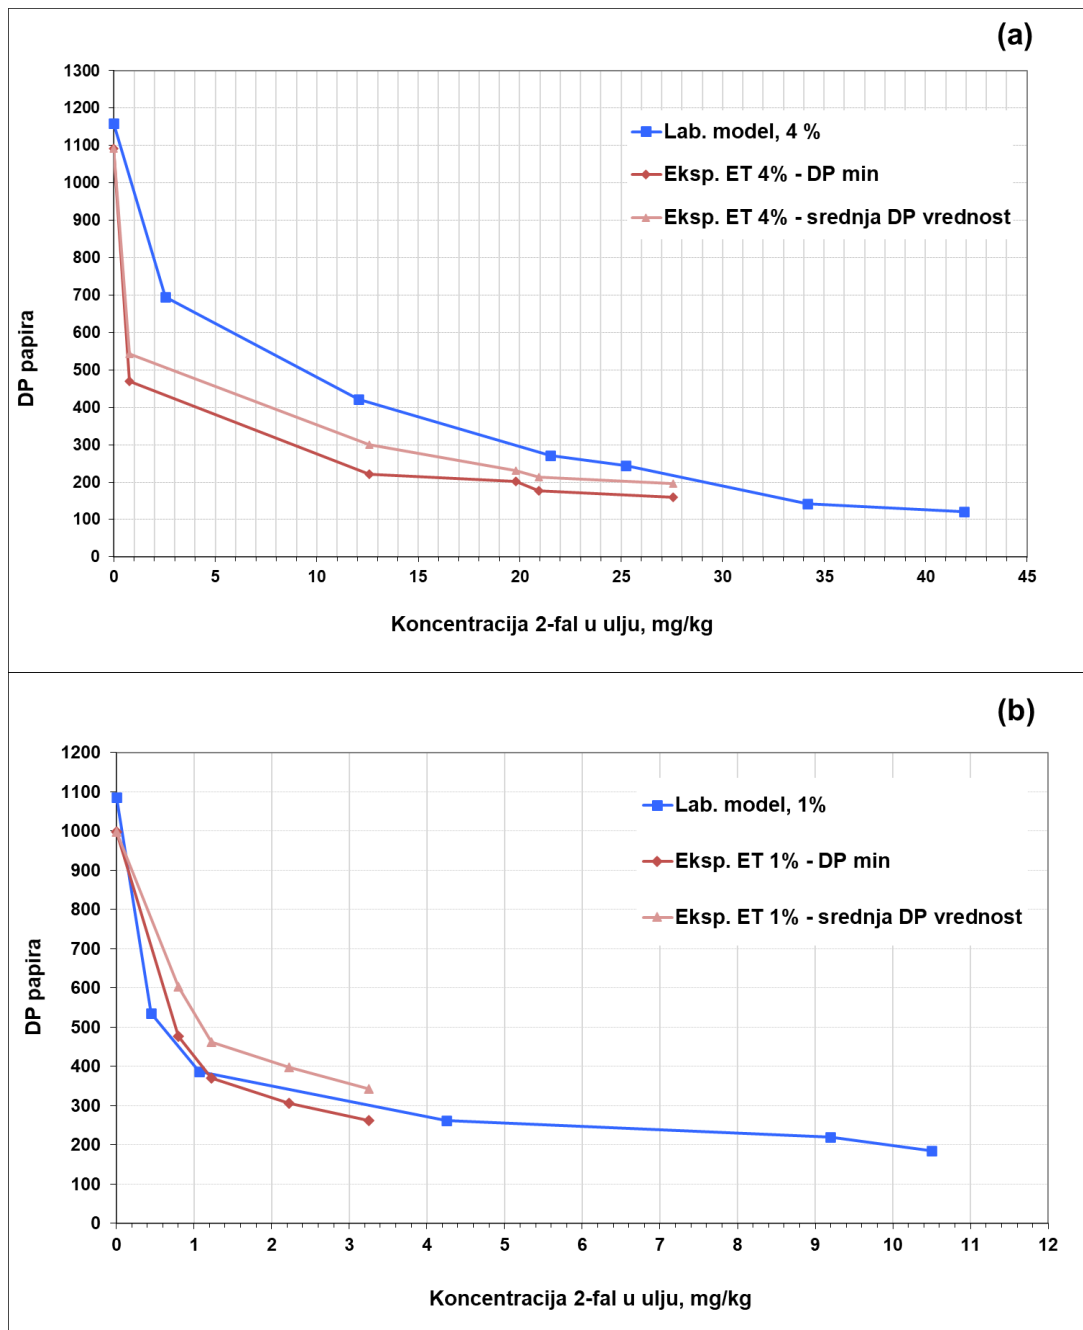 (a)
1300
1200
1100
1000
900
800
700
600
500
400
300
200
100
0
DP papira
Lab. model, 4 %
Eksp. ET 4% - DP min
Eksp. ET 4% - srednja DP vrednost
0 5 10 15 20 25 30 35 40 45
Koncentracija 2-fal u ulju, mg/kg
(b)
1200
1100
1000
900
800
700
600
500
400
300
200
100
0
DP papira
Lab. model, 1%
Eksp. ET 1% - DP min
Eksp. ET 1% - srednja DP vrednost
0 1 2 3 4 5 6 7 8 9 10 11 12
Koncentracija 2-fal u ulju, mg/kg